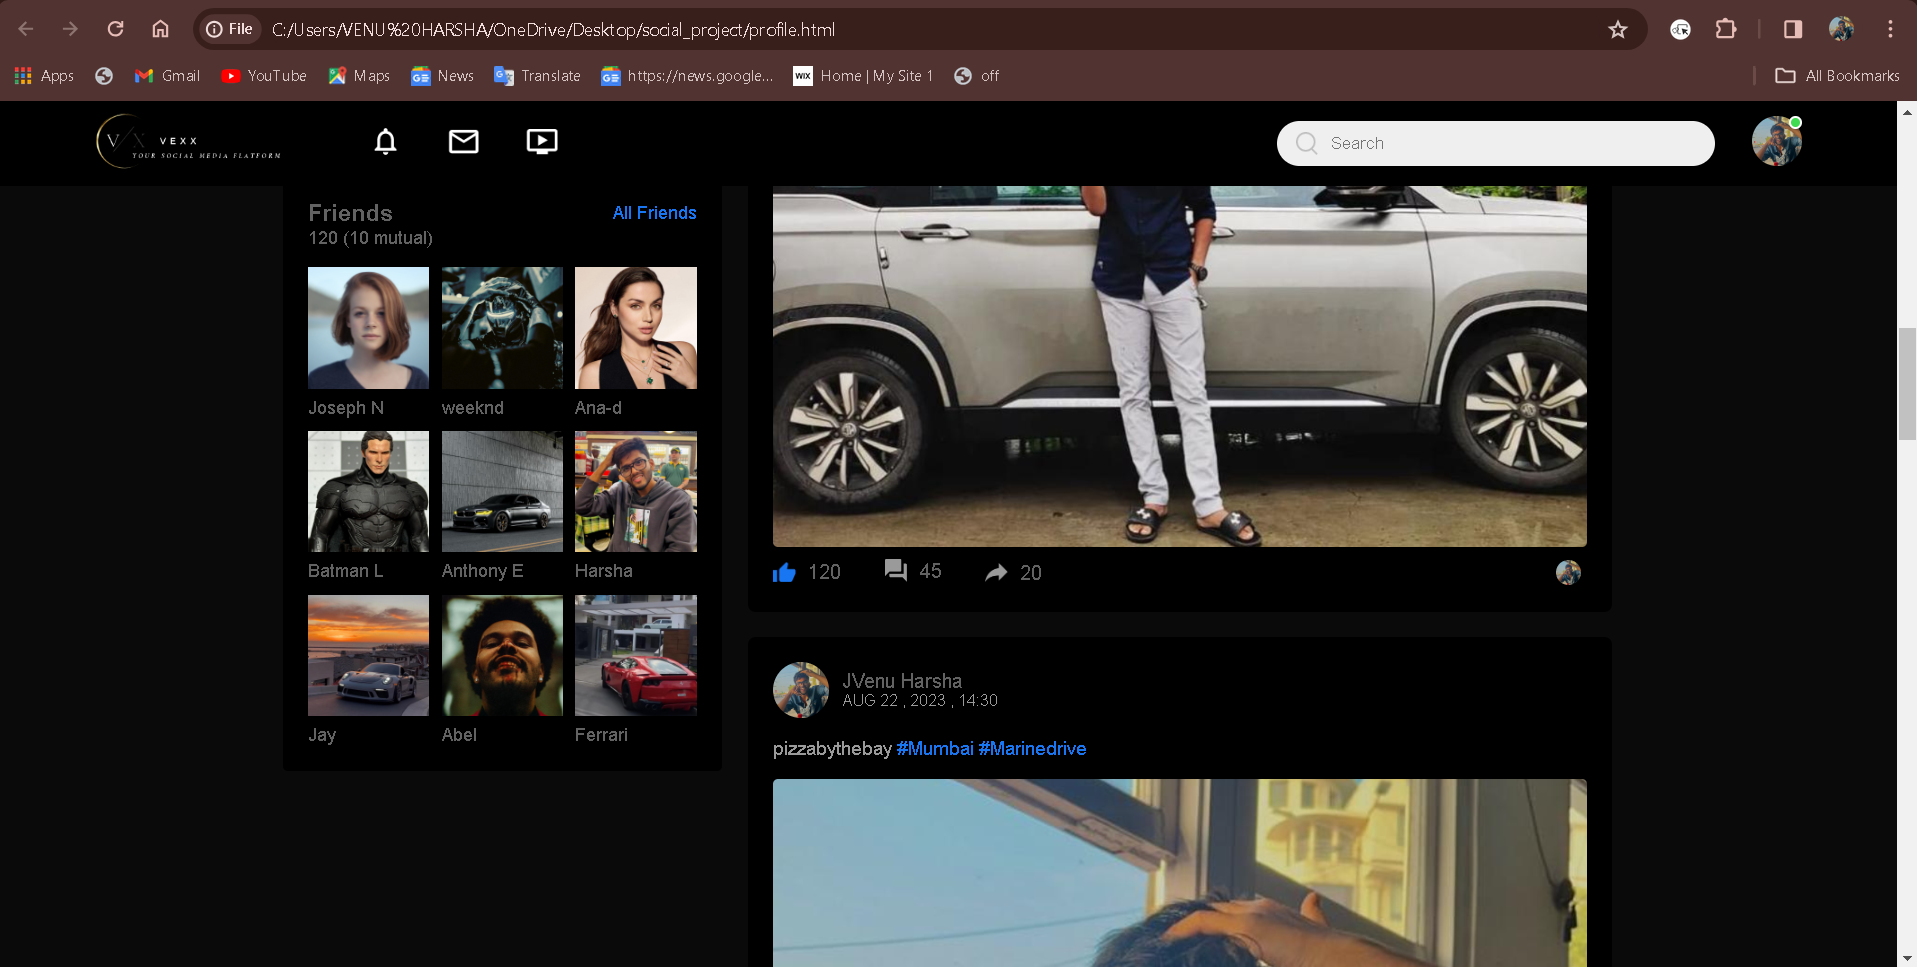 File C:/Users/VENU%20HARSHA/OneDrive/Desktop/social_project/profile.html
Apps Gmail YouTube Maps News Translate https://news.google... WIX Home | My Site 1 off All Bookmarks
VEXX
YOUR SOCIAL MEDIA FLATFORM
Search
Friends All Friends
120 (10 mutual)
Joseph N weeknd Ana-d
Batman L Anthony E Harsha
Jay Abel Ferrari
120 45 20
JVenu Harsha
AUG 22 , 2023 , 14:30
pizzabythebay #Mumbai #Marinedrive